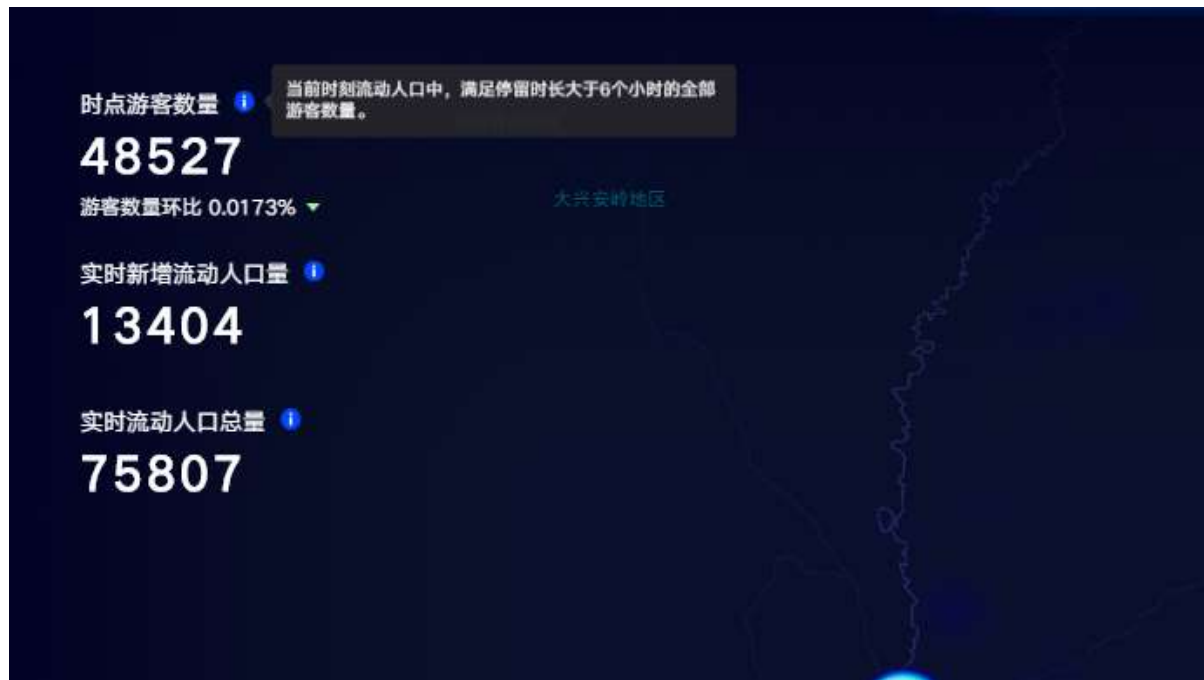 时点游客数量
当前时刻流动人口中，满足停留时长大于6个小时的全部
游客数量。
48527
游客数量环比 0.0173%
大兴安岭地区
实时新增流动人口量
13404
实时流动人口总量
75807